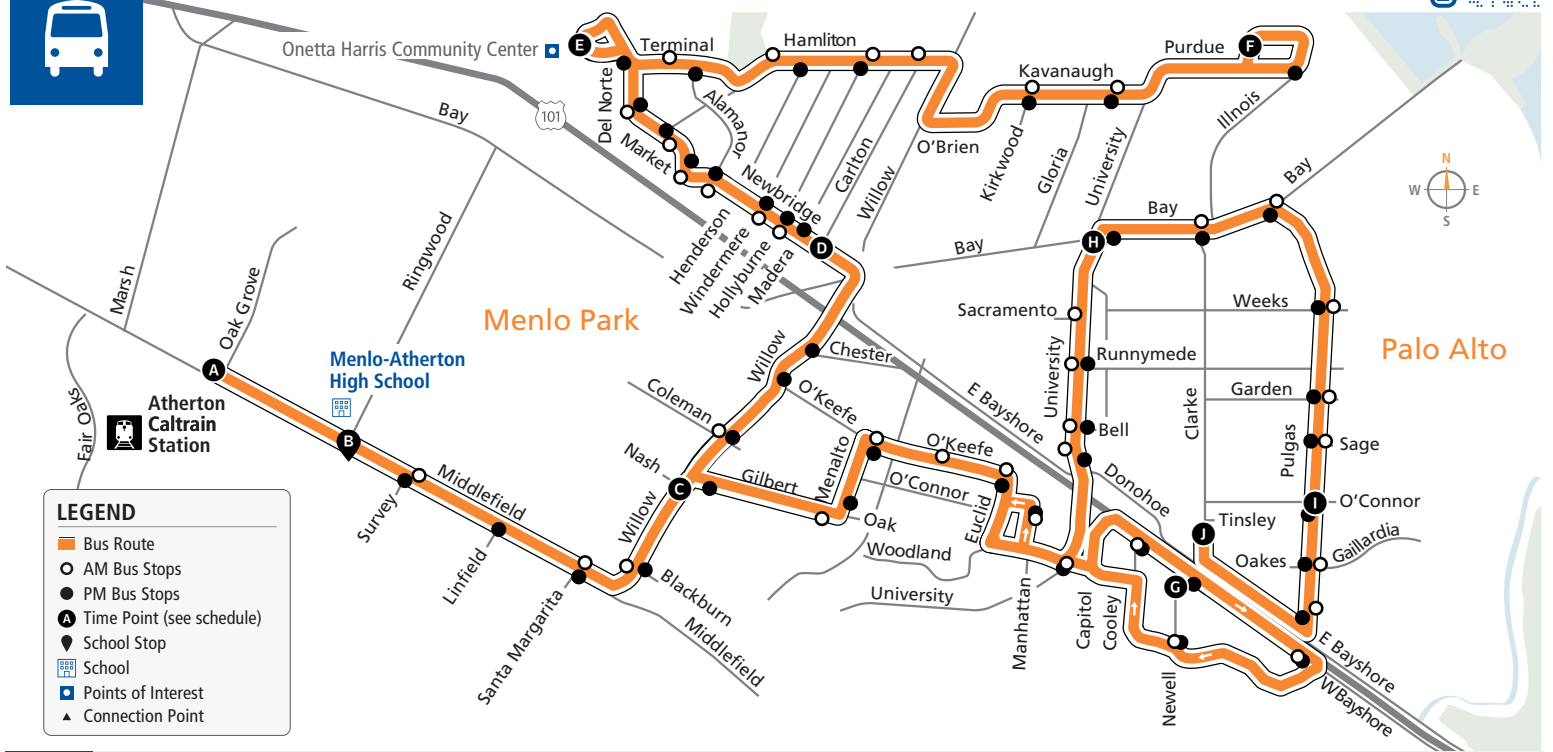 Onetta Harris Community Center
E
Terminal
Hamliton
Purdue
F
Kavanaugh
Del Norte
Alamanor
Bay
101
Market
Newbridge
Carlton
Willow
O'Brien
Kirkwood
Gloria
University
Illnois
Bay
N
W
E
S
Marsh
Oak Grove
Ringwood
Henderson
Windermere
Hollyburne
Madera
D
Bay
H
Bay
Menlo Park
Sacramento
Weeks
Palo Alto
A
Menlo-Atherton
High School
Willow
Chester
Runnymede
University
Clarke
Garden
Fair Oaks
Atherton
Caltrain
Station
B
Coleman
O'Keefe
E Bayshore
Bell
Pulgas
Sage
Nash
C
Gilbert
Menalto
O'Keefe
Donohoe
Middlefield
Survey
Willow
O'Connor
Euclid
I
O'Connor
Tinsley
J
Oak
Woodland
Oakes
Gaillardia
Linfield
Blackburn
University
Manhattan
Capitol
Cooley
G
Santa Margarita
Middlefield
Newell
E Bayshore
W Bayshore
LEGEND
Bus Route
AM Bus Stops
PM Bus Stops
A Time Point (see schedule)
School Stop
School
Points of Interest
Connection Point